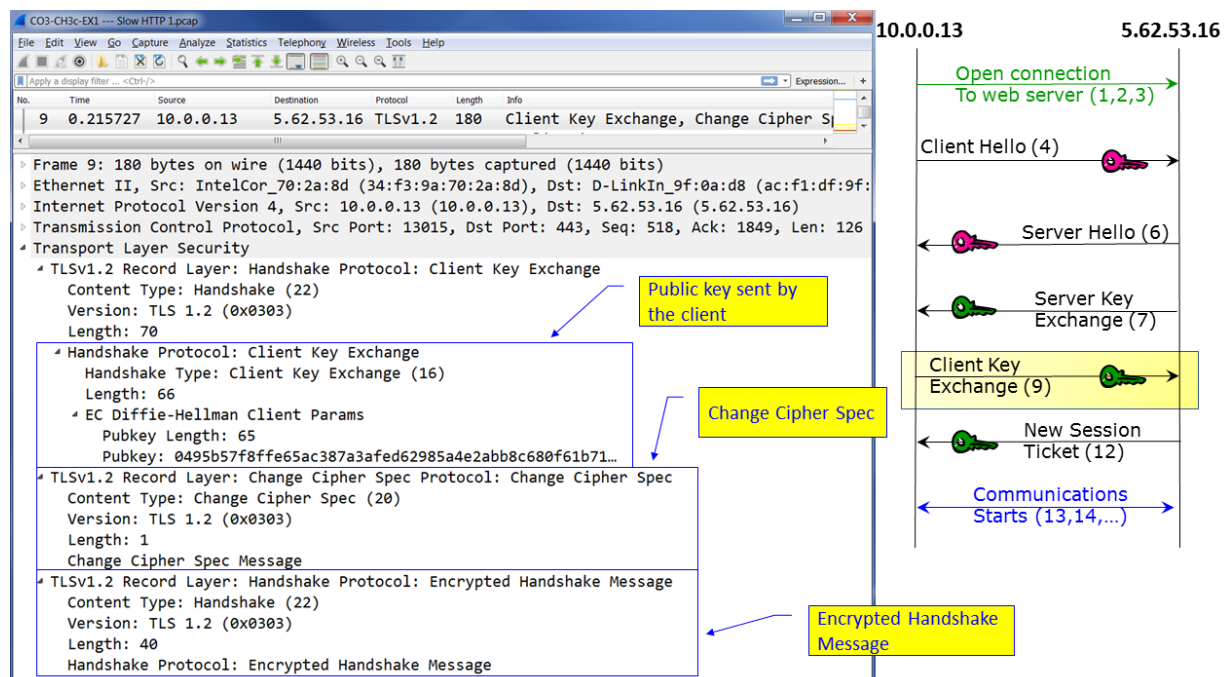 CO3-CH3c-EX1 --- Slow HTTP 1.pcap
File Edit View Go Capture Analyze Statistics Telephony Wireless Tools Help
Apply a display filter ... <Ctrl-/>
Expression... +
No. Time Source Destination Protocol Length Info
9 0.215727 10.0.0.13 5.62.53.16 TLSv1.2 180 Client Key Exchange, Change Cipher Sp
Frame 9: 180 bytes on wire (1440 bits), 180 bytes captured (1440 bits)
Ethernet II, Src: IntelCor_70:2a:8d (34:f3:9a:70:2a:8d), Dst: D-LinkIn_9f:0a:d8 (ac:f1:df:9f:
Internet Protocol Version 4, Src: 10.0.0.13 (10.0.0.13), Dst: 5.62.53.16 (5.62.53.16)
Transmission Control Protocol, Src Port: 13015, Dst Port: 443, Seq: 518, Ack: 1849, Len: 126
Transport Layer Security
TLSv1.2 Record Layer: Handshake Protocol: Client Key Exchange
Content Type: Handshake (22)
Version: TLS 1.2 (0x0303)
Length: 70
Handshake Protocol: Client Key Exchange
Handshake Type: Client Key Exchange (16)
Length: 66
EC Diffie-Hellman Client Params
Pubkey Length: 65
Pubkey: 0495b57f8ffe65ac387a3afed62985a4e2abb8c680f61b71…
TLSv1.2 Record Layer: Change Cipher Spec Protocol: Change Cipher Spec
Content Type: Change Cipher Spec (20)
Version: TLS 1.2 (0x0303)
Length: 1
Change Cipher Spec Message
TLSv1.2 Record Layer: Handshake Protocol: Encrypted Handshake Message
Content Type: Handshake (22)
Version: TLS 1.2 (0x0303)
Length: 40
Handshake Protocol: Encrypted Handshake Message
Public key sent by
the client
Change Cipher Spec
Encrypted Handshake
Message
10.0.0.13
5.62.53.16
Open connection
To web server (1,2,3)
Client Hello (4)
Server Hello (6)
Server Key
Exchange (7)
Client Key
Exchange (9)
New Session
Ticket (12)
Communications
Starts (13,14,…)